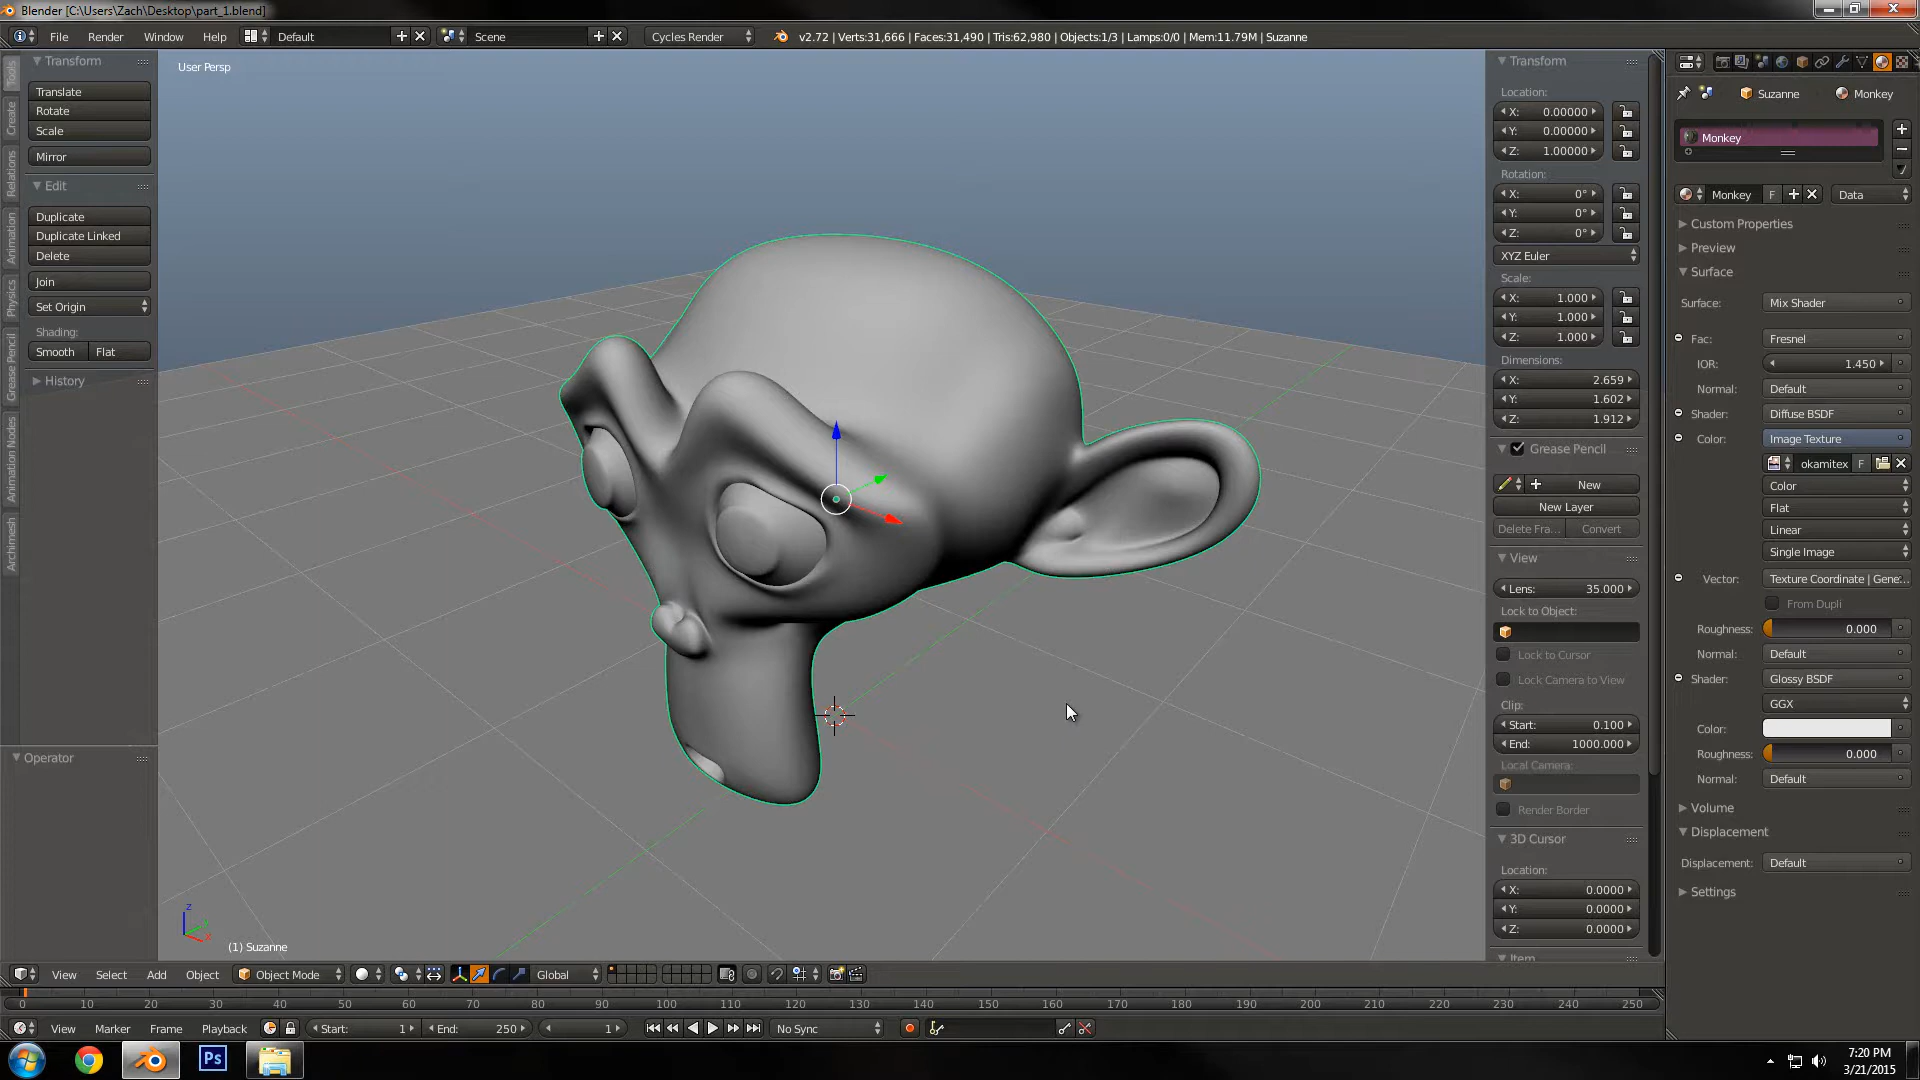 Blender [C:\Users\Zach\Desktop\part_1.blend]
File Render Window Help Default Scene Cycles Render v2.72 | Verts:31,666 | Faces:31,490 | Tris:62,980 | Objects:1/3 | Lamps:0/0 | Mem:11.79M | Suzanne
Tools
Create
Relations
Animation
Physics
Grease Pencil
Animation Nodes
Archimesh
Transform
Translate
Rotate
Scale
Mirror
Edit
Duplicate
Duplicate Linked
Delete
Join
Set Origin
Shading:
Smooth Flat
History
Operator
User Persp
z
(1) Suzanne
Transform
Location:
X: 0.00000
Y: 0.00000
Z: 1.00000
Rotation:
X: 0°
Y: 0°
Z: 0°
XYZ Euler
Scale:
X: 1.000
Y: 1.000
Z: 1.000
Dimensions:
X: 2.659
Y: 1.602
Z: 1.912
Grease Pencil
New
New Layer
Delete Fra... Convert
View
Lens: 35.000
Lock to Object:
Lock to Cursor
Lock Camera to View
Clip:
Start: 0.100
End: 1000.000
Local Camera:
Render Border
3D Cursor
Location:
X: 0.0000
Y: 0.0000
Z: 0.0000
Item
Suzanne Monkey
Monkey
Monkey F Data
Custom Properties
Preview
Surface
Surface: Mix Shader
Fac: Fresnel
IOR: 1.450
Normal: Default
Shader: Diffuse BSDF
Color: Image Texture
okamitex F
Color
Flat
Linear
Single Image
Vector: Texture Coordinate | Gene...
From Dupli
Roughness: 0.000
Normal: Default
Shader: Glossy BSDF
GGX
Color:
Roughness: 0.000
Normal: Default
Volume
Displacement
Displacement: Default
Settings
View Select Add Object Object Mode Global
0 10 20 30 40 50 60 70 80 90 100 110 120 130 140 150 160 170 180 190 200 210 220 230 240 250
View Marker Frame Playback Start: 1 End: 250 1 No Sync
Ps
7:20 PM
3/21/2015